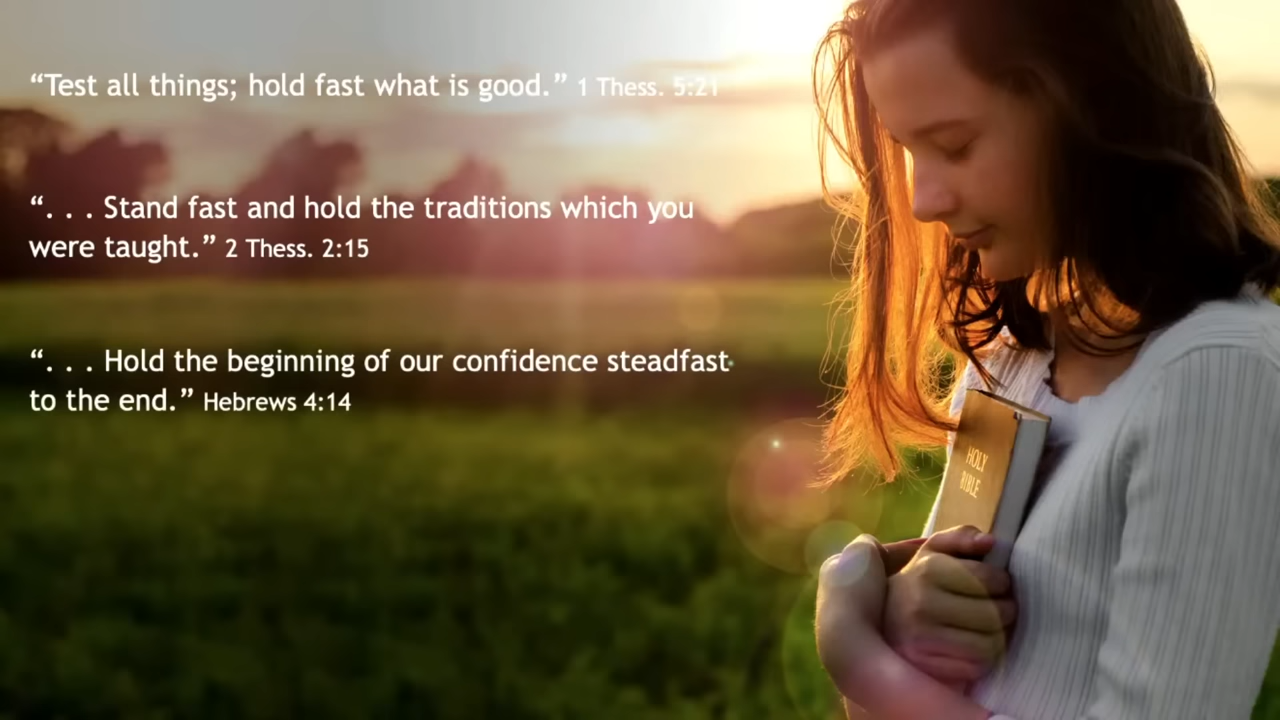 “Test all things; hold fast what is good.” 1 Thess. 5:21
“. . . Stand fast and hold the traditions which you
were taught.” 2 Thess. 2:15
“. . . Hold the beginning of our confidence steadfast
to the end.” Hebrews 4:14
HOLY
BIBLE